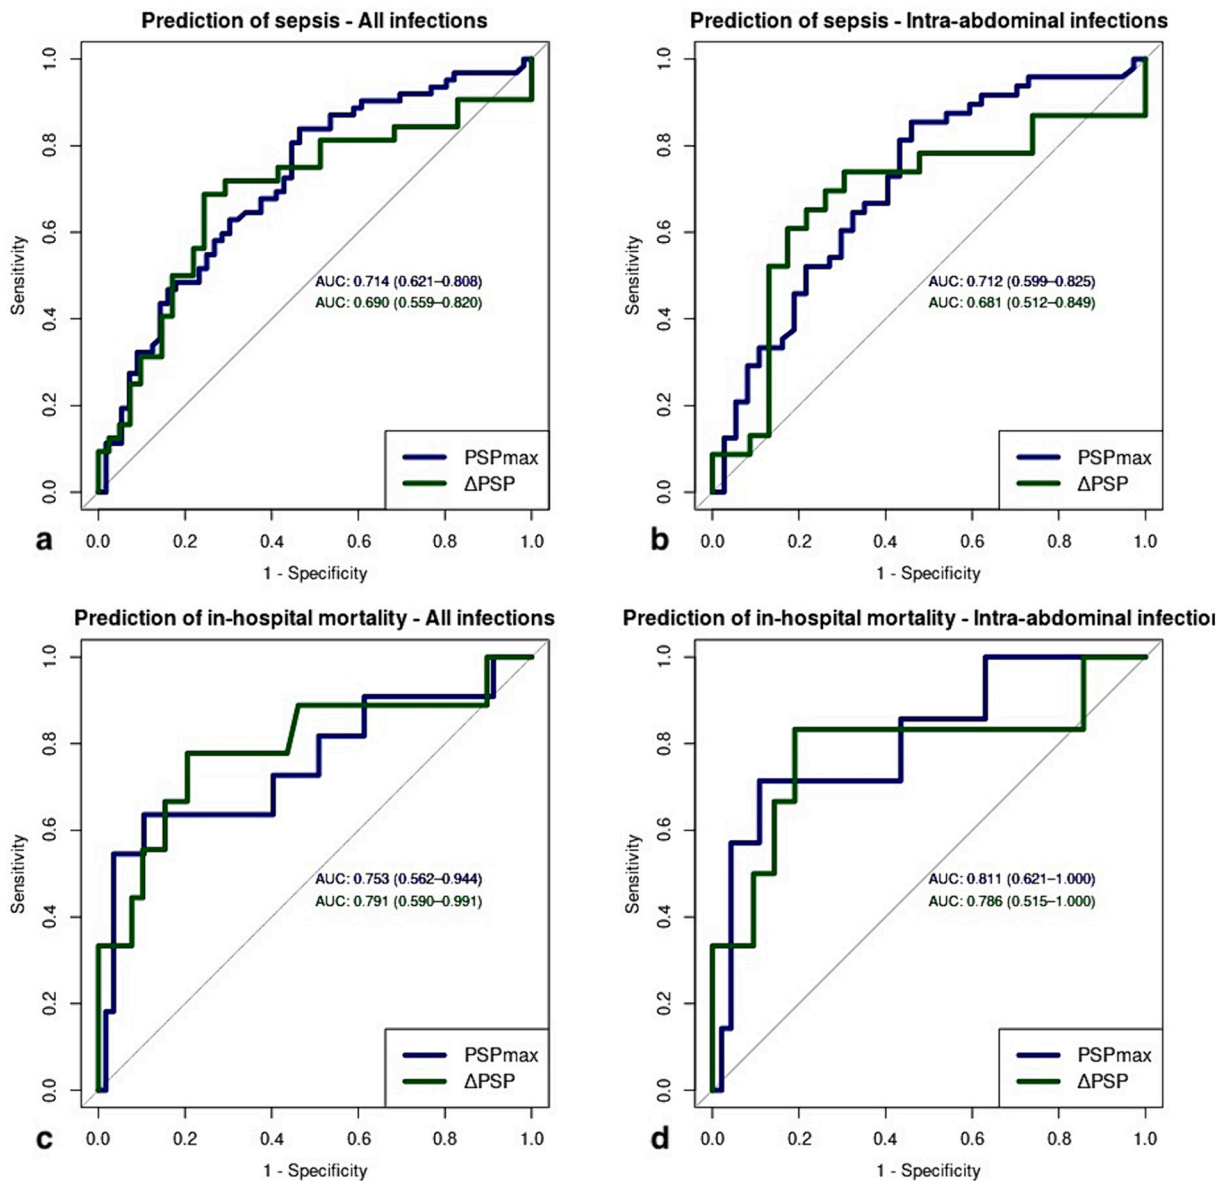 Prediction of sepsis - All infections
Sensitivity
0.0 0.2 0.4 0.6 0.8 1.0
AUC: 0.714 (0.621–0.808)
AUC: 0.690 (0.559–0.820)
PSPmax
ΔPSP
a
0.0 0.2 0.4 0.6 0.8 1.0
1 - Specificity
Prediction of sepsis - Intra-abdominal infections
Sensitivity
0.0 0.2 0.4 0.6 0.8 1.0
AUC: 0.712 (0.599–0.825)
AUC: 0.681 (0.512–0.849)
PSPmax
ΔPSP
b
0.0 0.2 0.4 0.6 0.8 1.0
1 - Specificity
Prediction of in-hospital mortality - All infections
Sensitivity
0.0 0.2 0.4 0.6 0.8 1.0
AUC: 0.753 (0.562–0.944)
AUC: 0.791 (0.590–0.991)
PSPmax
ΔPSP
c
0.0 0.2 0.4 0.6 0.8 1.0
1 - Specificity
Prediction of in-hospital mortality - Intra-abdominal infectio
Sensitivity
0.0 0.2 0.4 0.6 0.8 1.0
AUC: 0.811 (0.621–1.000)
AUC: 0.786 (0.515–1.000)
PSPmax
ΔPSP
d
0.0 0.2 0.4 0.6 0.8 1.0
1 - Specificity